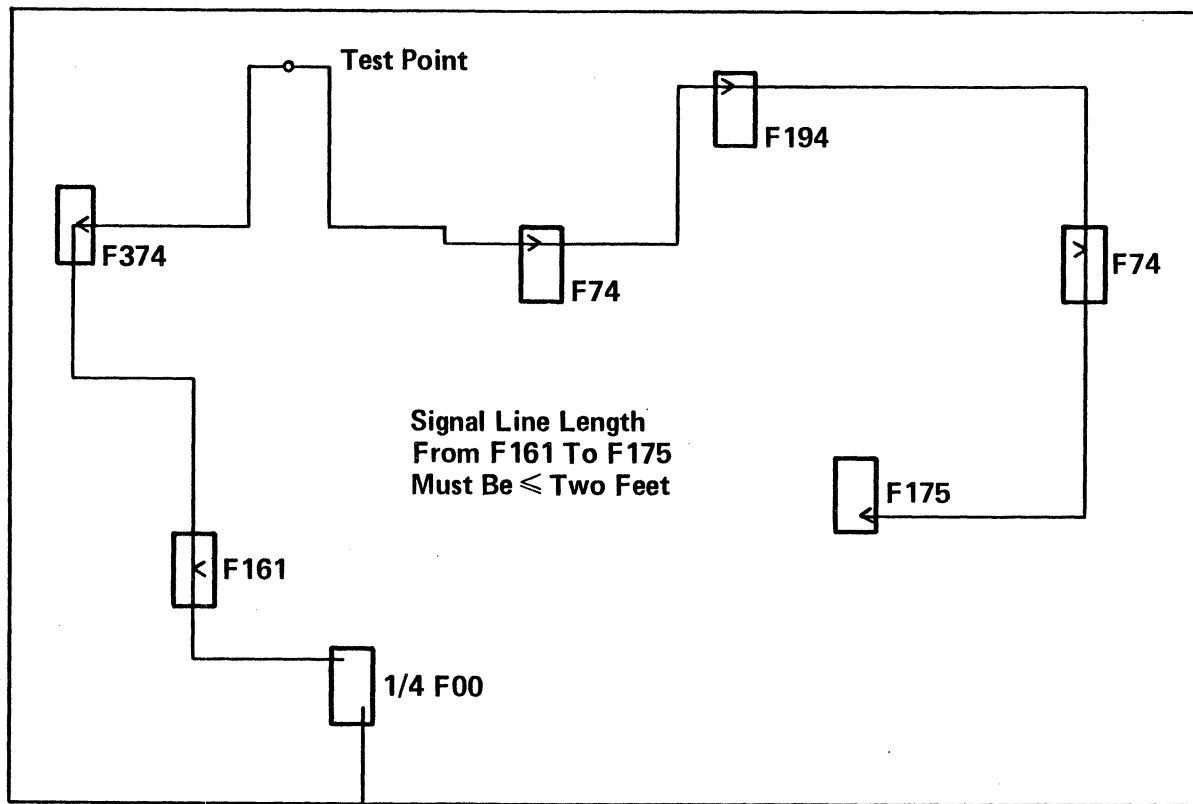 Test Point
F194
F374
F74
F74
Signal Line Length
From F161 To F175
Must Be ≤ Two Feet
F175
F161
1/4 F00